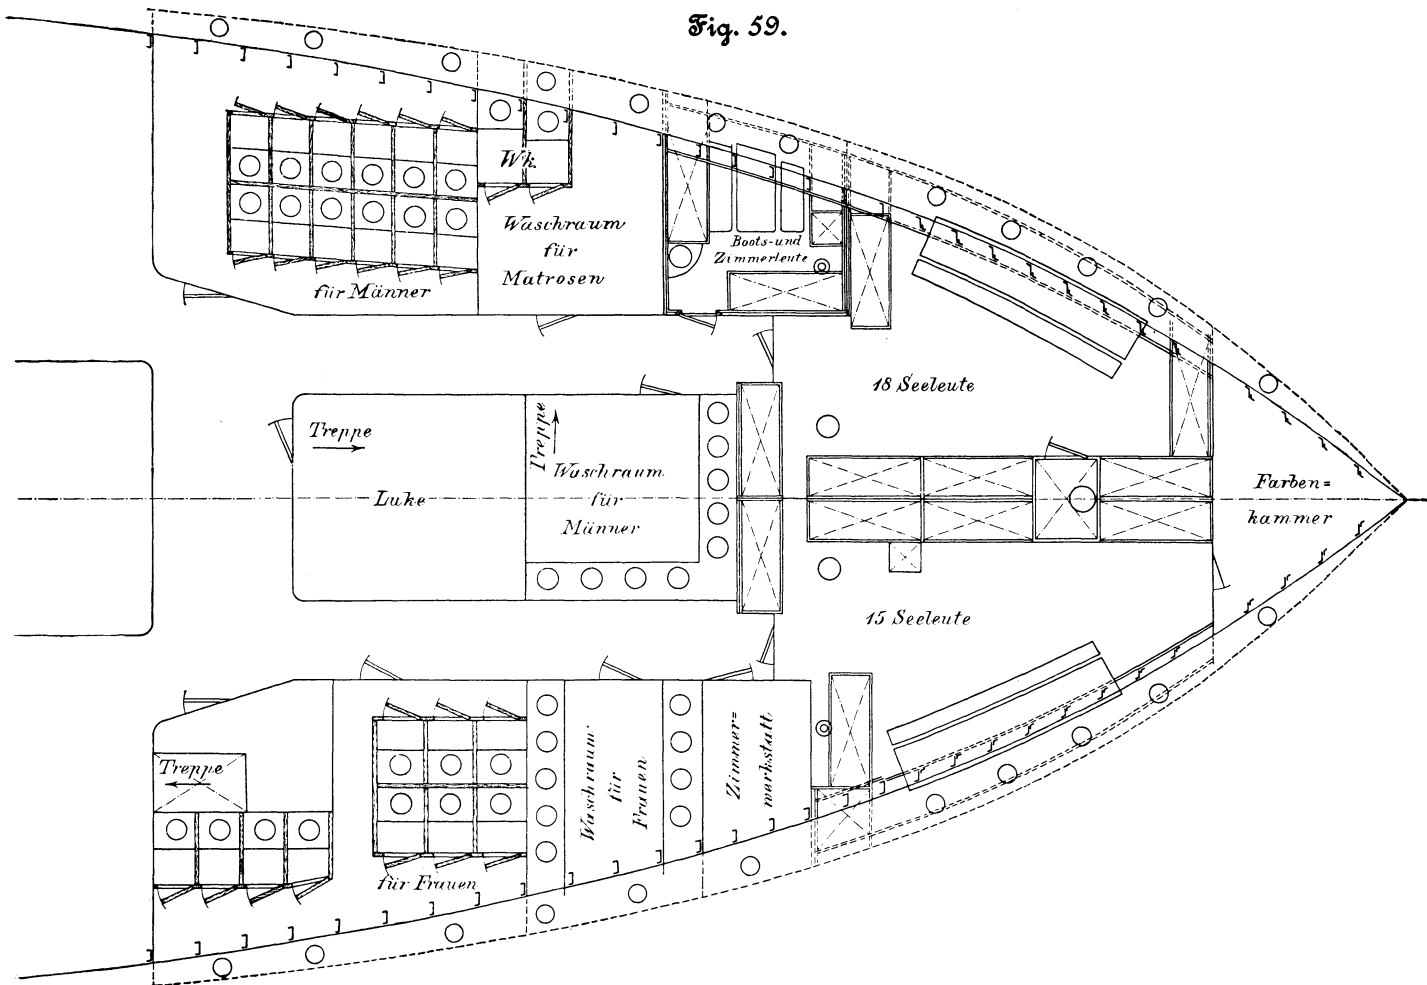 Fig. 59.
Wk.
Waschraum
für
Matrosen
für Männer
Boots- und
Zimmerleute
18 Seeleute
Treppe
Treppe
Luke
Waschraum
für
Männer
Farben=
kammer
15 Seeleute
Treppe
für Frauen
Waschraum
für
Frauen
Zimmer=
werkstatt